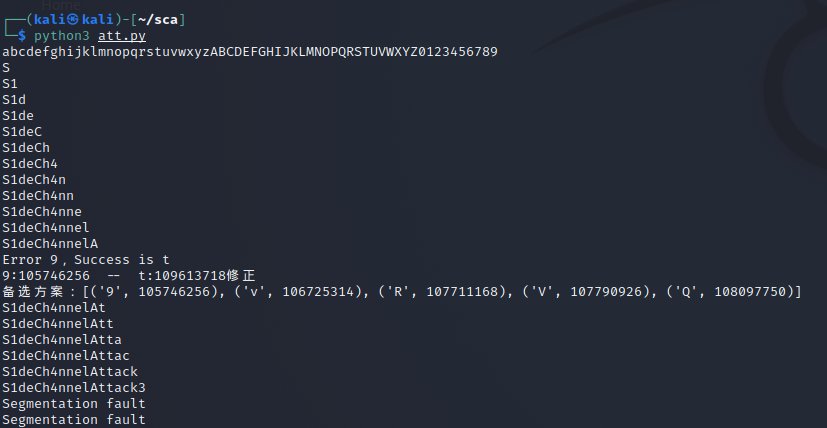 Home
┌──(kali㉿kali)-[~/sca]
└─$ python3 att.py
abcdefghijklmnopqrstuvwxyzABCDEFGHIJKLMNOPQRSTUVWXYZ0123456789
S
S1
S1d
S1de
S1deC
S1deCh
S1deCh4
S1deCh4n
S1deCh4nn
S1deCh4nne
S1deCh4nnel
S1deCh4nnelA
Error 9，Success is t
9:105746256  --  t:109613718修正
备选方案：[('9', 105746256), ('v', 106725314), ('R', 107711168), ('V', 107790926), ('Q', 108097750)]
S1deCh4nnelAt
S1deCh4nnelAtt
S1deCh4nnelAtta
S1deCh4nnelAttac
S1deCh4nnelAttack
S1deCh4nnelAttack3
Segmentation fault
Segmentation fault